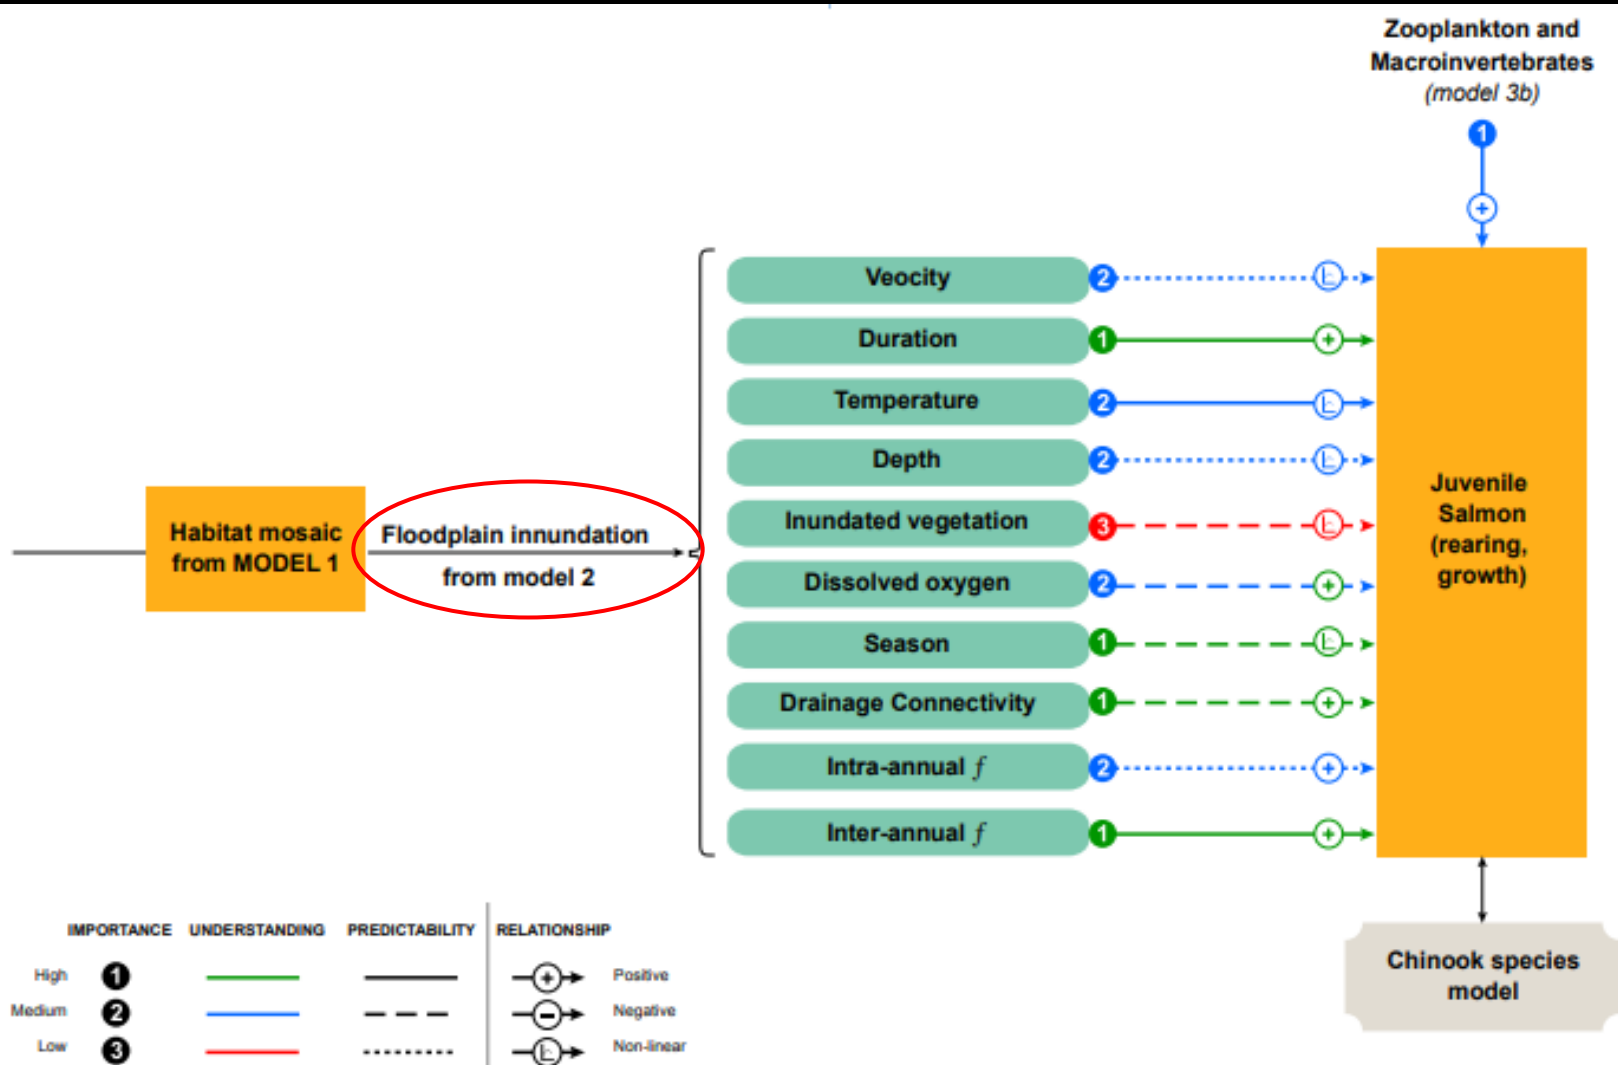 Zooplankton and
Macroinvertebrates
(model 3b)
1
+
Habitat mosaic
from MODEL 1
Floodplain innundation
from model 2
Veocity 2
Duration 1 +
Temperature 2
Depth 2
Inundated vegetation 3
Dissolved oxygen 2 +
Season 1
Drainage Connectivity 1 +
Intra-annual f 2 +
Inter-annual f 1 +
Juvenile
Salmon
(rearing,
growth)
Chinook species
model
IMPORTANCE UNDERSTANDING PREDICTABILITY RELATIONSHIP
High 1 + Positive
Medium 2 - Negative
Low 3 Non-linear